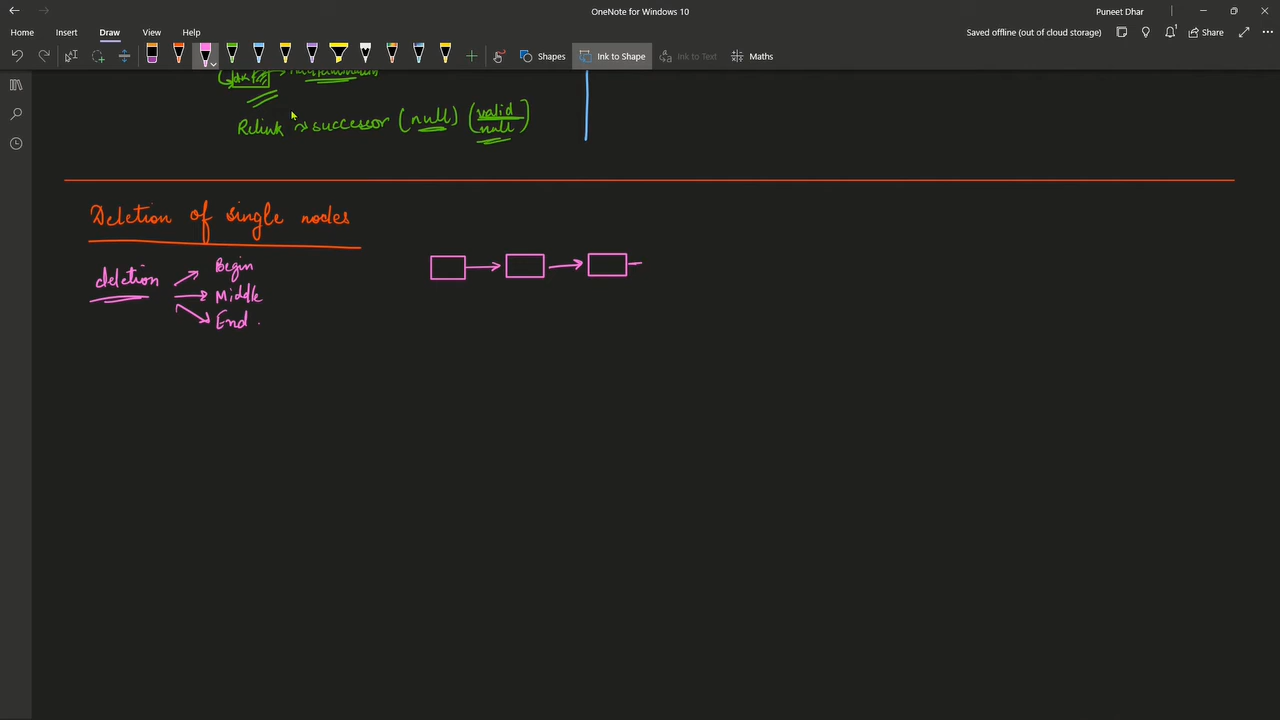 OneNote for Windows 10
Puneet Dhar
Home Insert Draw View Help
Saved offline (out of cloud storage)
Share
Shapes
Ink to Shape
Ink to Text
Maths
Relink → successor (null) (valid/null)
Deletion of single nodes
deletion
Begin
Middle
End.